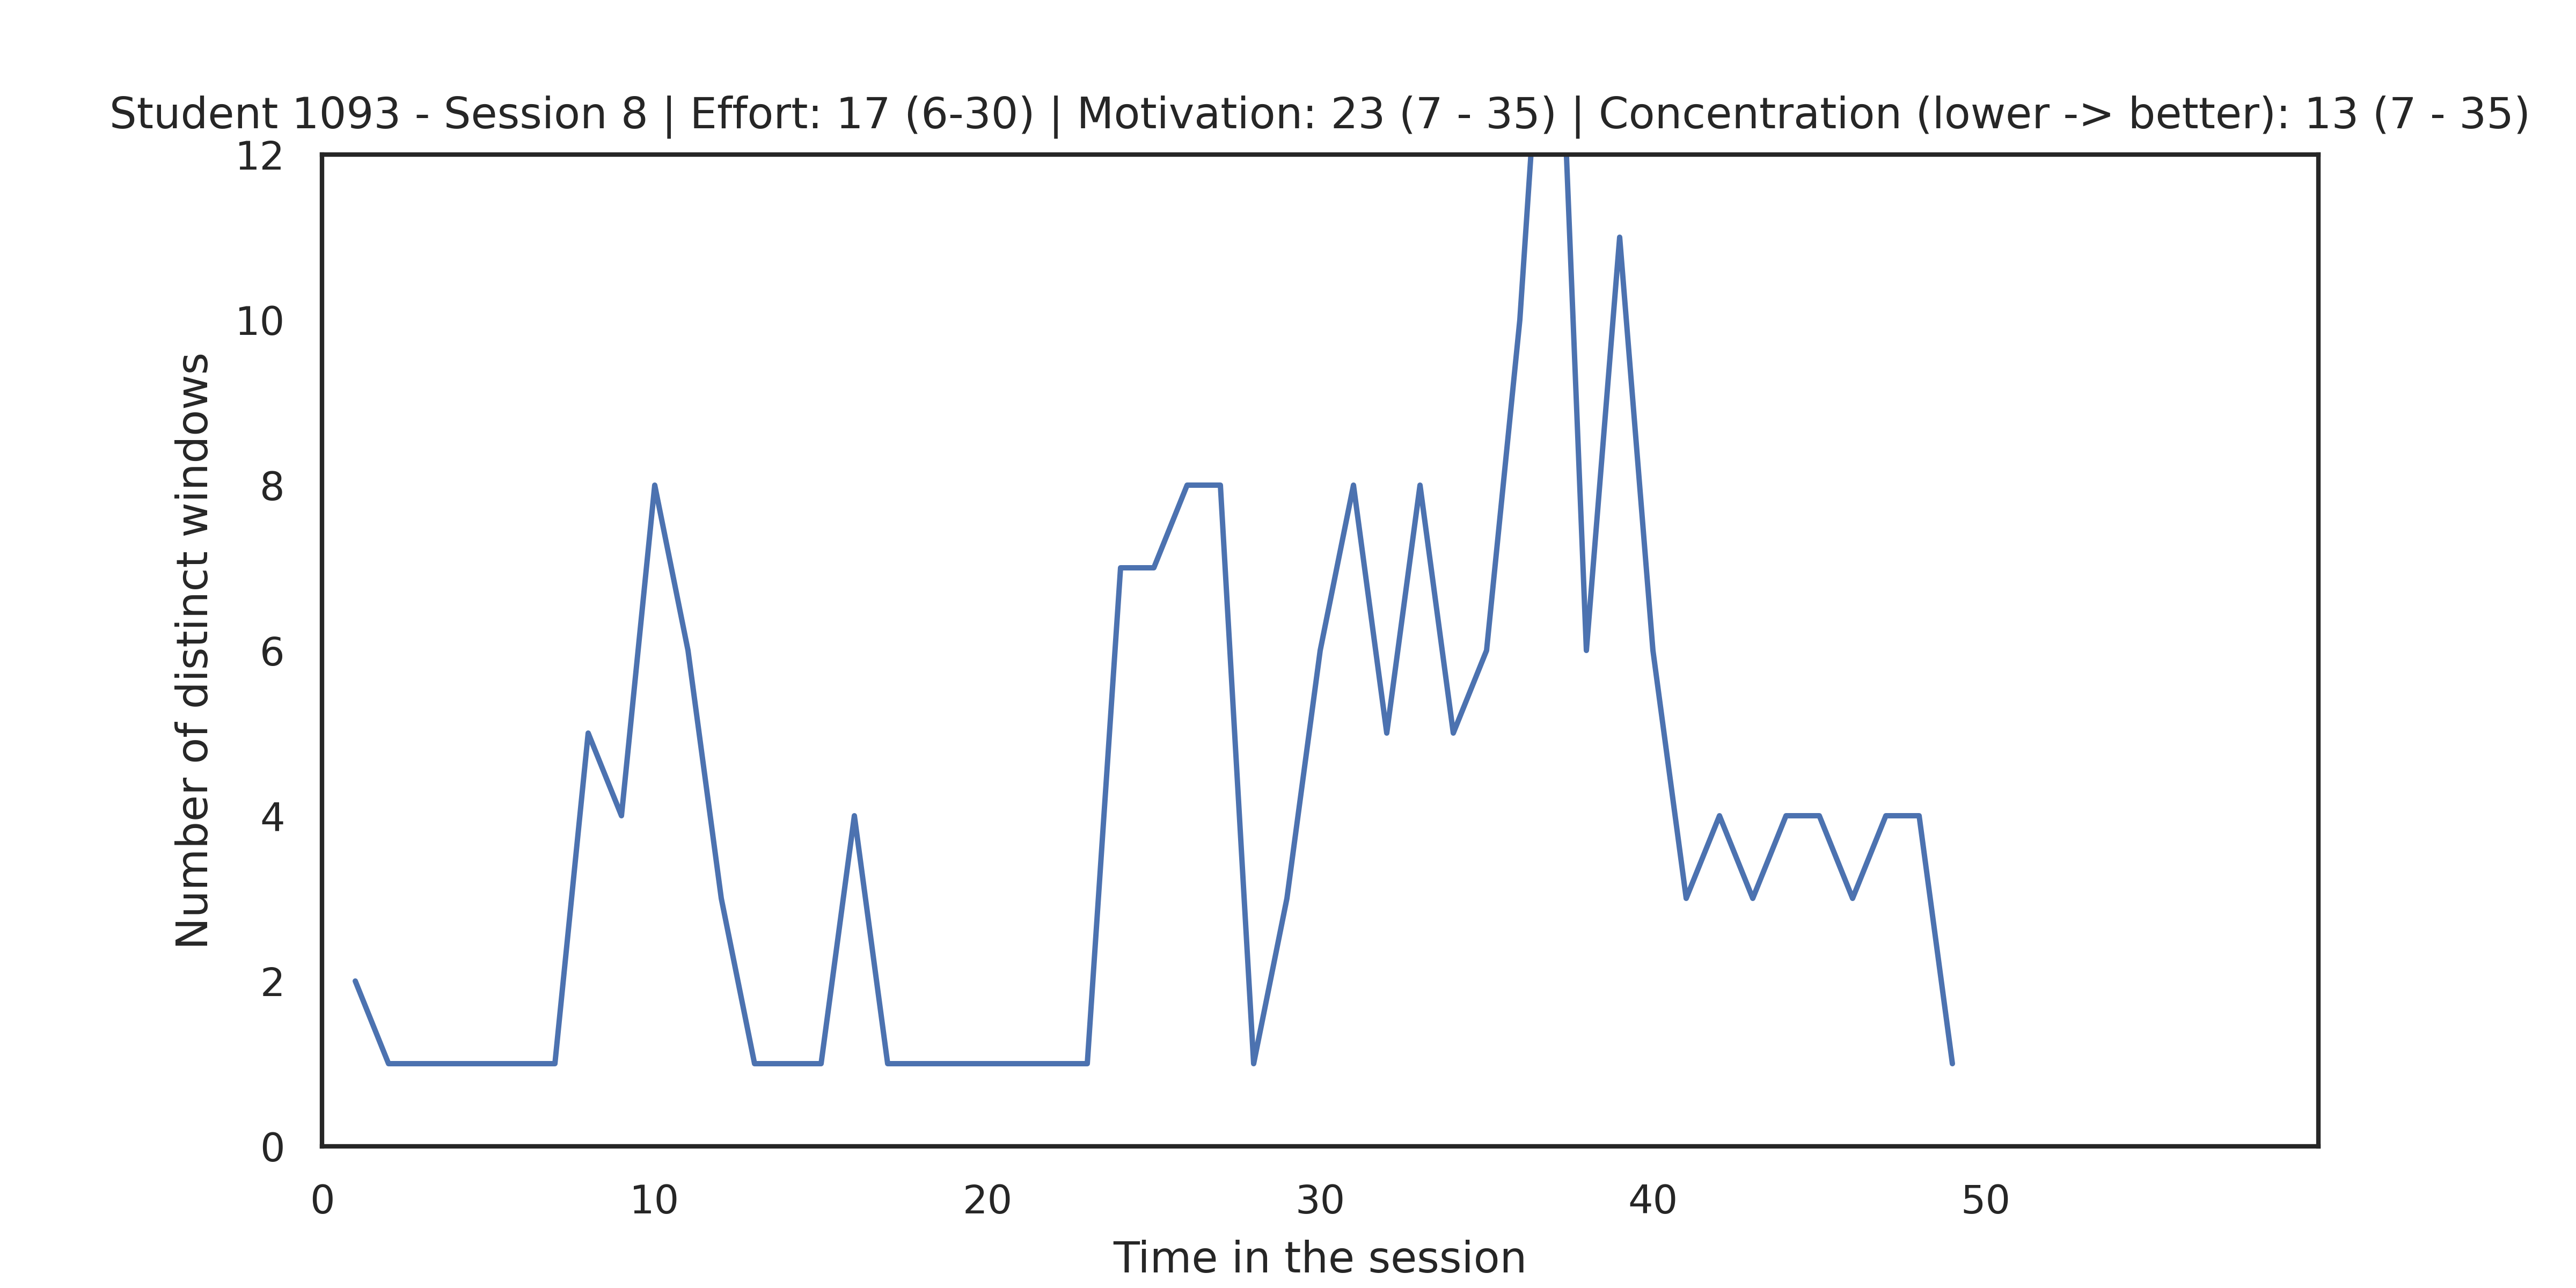 Student 1093 - Session 8 | Effort: 17 (6-30) | Motivation: 23 (7 - 35) | Concentration (lower -> better): 13 (7 - 35)
12
10
8
6
4
2
0
Number of distinct windows
0 10 20 30 40 50
Time in the session